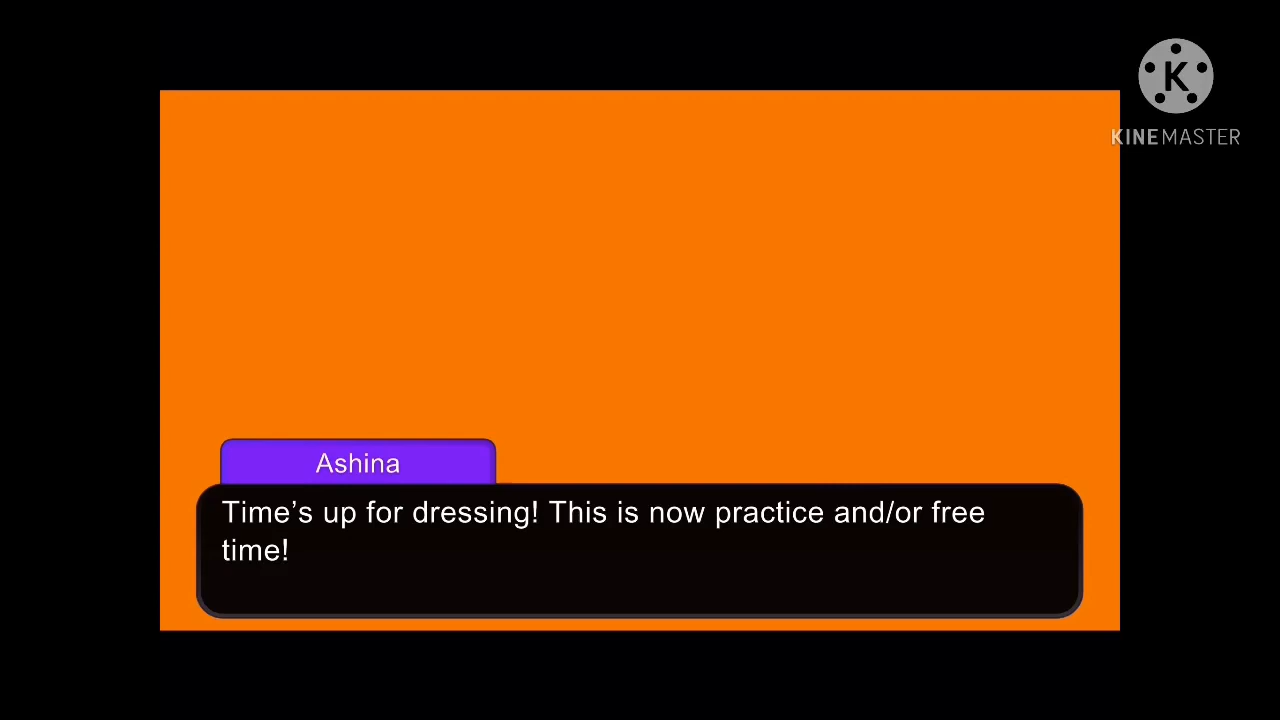 K
KINEMASTER
Ashina
Time’s up for dressing! This is now practice and/or free
time!